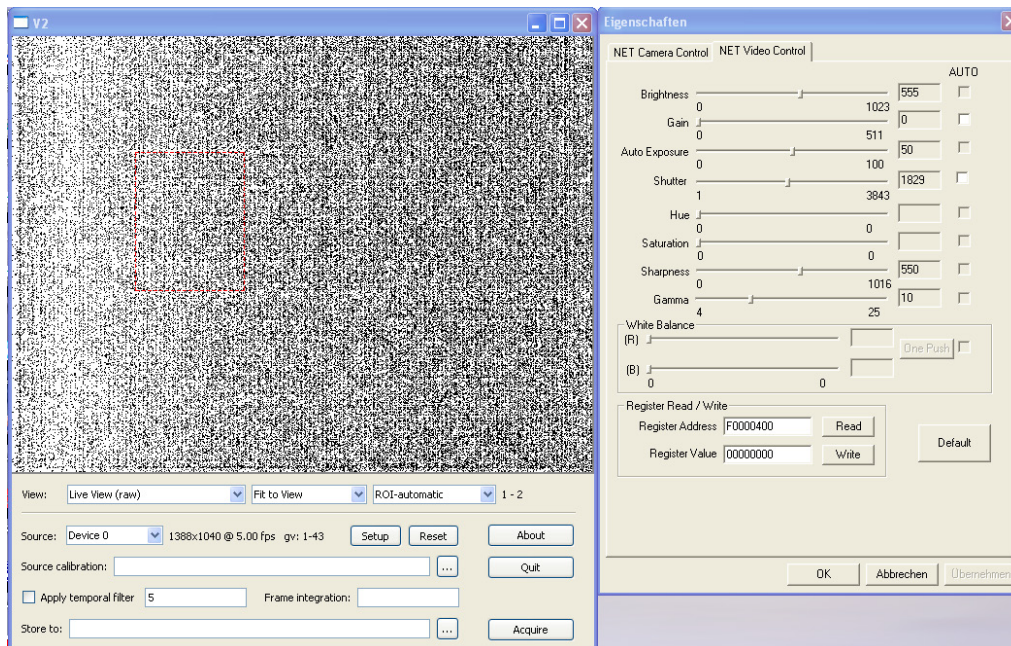 V2
View: Live View (raw) Fit to View ROI-automatic 1 - 2
Source: Device 0 1388x1040 @ 5.00 fps gv: 1-43 Setup Reset About
Source calibration: ... Quit
Apply temporal filter 5 Frame integration:
Store to: ... Acquire
Eigenschaften
NET Camera Control NET Video Control
AUTO
Brightness 555
0 1023
Gain 0
0 511
Auto Exposure 50
0 100
Shutter 1829
1 3843
Hue
0 0
Saturation
0 0
Sharpness 550
0 1016
Gamma 10
4 25
White Balance
(R) One Push
(B)
0 0
Register Read / Write
Register Address F0000400 Read
Register Value 00000000 Write
Default
OK Abbrechen Übernehmen